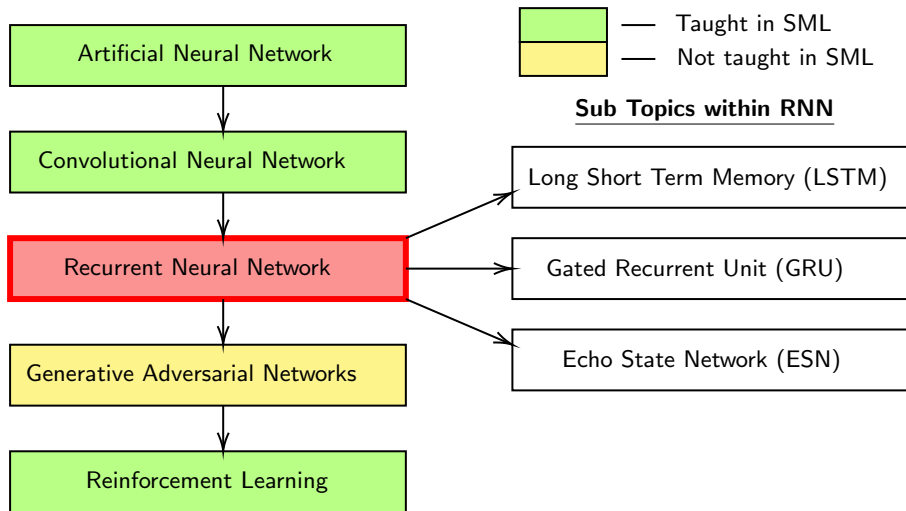 Artificial Neural Network
Convolutional Neural Network
Recurrent Neural Network
Generative Adversarial Networks
Reinforcement Learning
Taught in SML
Not taught in SML
Sub Topics within RNN
Long Short Term Memory (LSTM)
Gated Recurrent Unit (GRU)
Echo State Network (ESN)